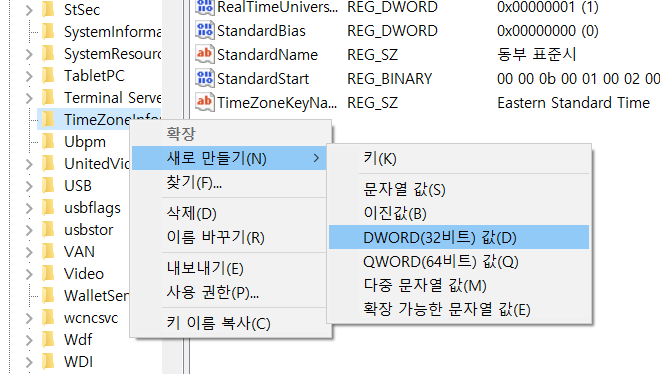 StSec
SystemInforma
SystemResourc
TabletPC
Terminal Serve
TimeZoneInfor
Ubpm
UnitedVid
USB
usbflags
usbstor
VAN
Video
WalletSer
wcncsvc
Wdf
WDI
RealTimeUnivers... REG_DWORD 0x00000001 (1)
StandardBias REG_DWORD 0x00000000 (0)
StandardName REG_SZ 동부 표준시
StandardStart REG_BINARY 00 00 0b 00 01 00 02 00
TimeZoneKeyNa... REG_SZ Eastern Standard Time
확장
새로 만들기(N)
찾기(F)...
삭제(D)
이름 바꾸기(R)
내보내기(E)
사용 권한(P)...
키 이름 복사(C)
키(K)
문자열 값(S)
이진값(B)
DWORD(32비트) 값(D)
QWORD(64비트) 값(Q)
다중 문자열 값(M)
확장 가능한 문자열 값(E)